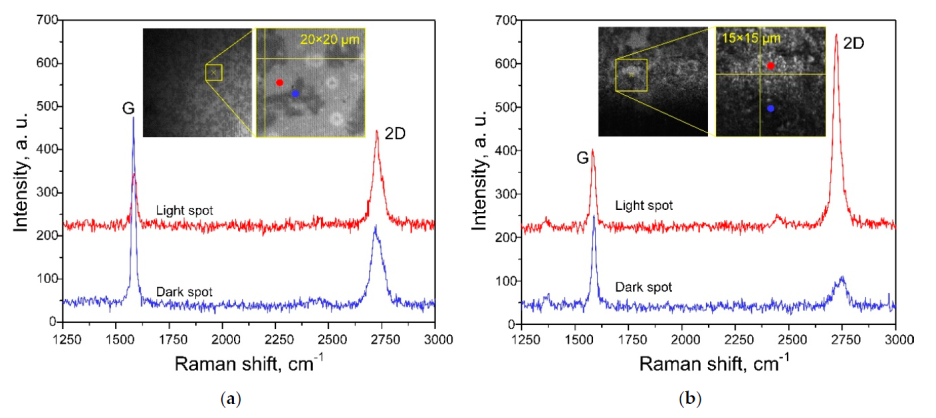 700
600
500
400
300
200
100
0
Intensity, a. u.
20×20 µm
G
2D
Light spot
Dark spot
1250 1500 1750 2000 2250 2500 2750 3000
Raman shift, cm-1
(a)
700
600
500
400
300
200
100
0
Intensity, a. u.
15×15 µm
G
2D
Light spot
Dark spot
1250 1500 1750 2000 2250 2500 2750 3000
Raman shift, cm-1
(b)